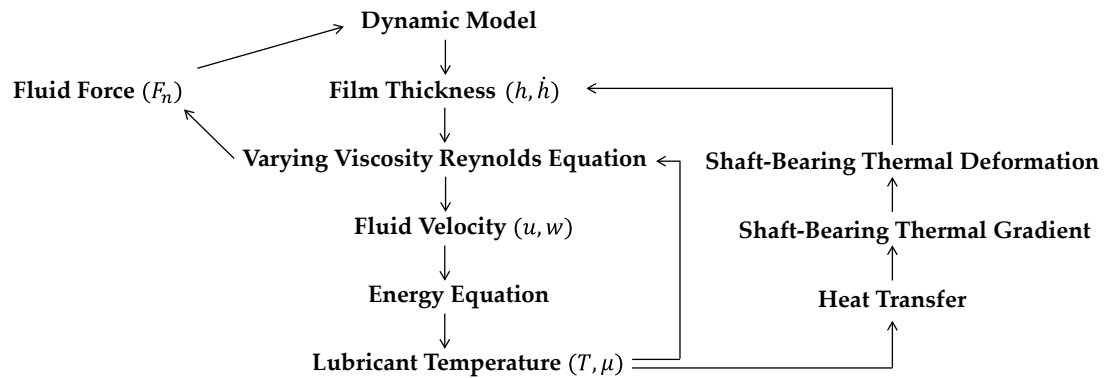 Dynamic Model
Fluid Force (Fₙ)
Film Thickness (h, ḣ)
Varying Viscosity Reynolds Equation
Shaft-Bearing Thermal Deformation
Fluid Velocity (u, w)
Shaft-Bearing Thermal Gradient
Energy Equation
Heat Transfer
Lubricant Temperature (T, μ)